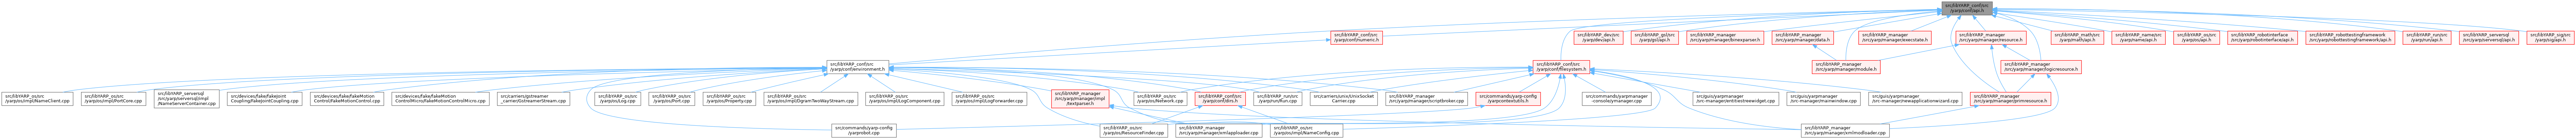 src/libYARP_conf/src
/yarp/conf/api.h
src/libYARP_conf/src
/yarp/conf/numeric.h
src/libYARP_dev/src
/yarp/dev/api.h
src/libYARP_gsl/src
/yarp/gsl/api.h
src/libYARP_manager
/src/yarp/manager/binexparser.h
src/libYARP_manager
/src/yarp/manager/data.h
src/libYARP_manager
/src/yarp/manager/execstate.h
src/libYARP_manager
/src/yarp/manager/resource.h
src/libYARP_math/src
/yarp/math/api.h
src/libYARP_name/src
/yarp/name/api.h
src/libYARP_os/src
/yarp/os/api.h
src/libYARP_robotinterface
/src/yarp/robotinterface/api.h
src/libYARP_robottestingframework
/src/yarp/robottestingframework/api.h
src/libYARP_run/src
/yarp/run/api.h
src/libYARP_serversql
/src/yarp/serversql/api.h
src/libYARP_sig/src
/yarp/sig/api.h
src/libYARP_conf/src
/yarp/conf/environment.h
src/libYARP_conf/src
/yarp/conf/filesystem.h
src/libYARP_manager
/src/yarp/manager/module.h
src/libYARP_manager
/src/yarp/manager/logicresource.h
src/libYARP_os/src
/yarp/os/impl/NameClient.cpp
src/libYARP_os/src
/yarp/os/impl/PortCore.cpp
src/libYARP_serversql
/src/yarp/serversql/impl
/NameServerContainer.cpp
src/devices/fake/fakeJoint
Coupling/fakeJointCoupling.cpp
src/devices/fake/fakeMotion
Control/fakeMotionControl.cpp
src/devices/fake/fakeMotion
ControlMicro/fakeMotionControlMicro.cpp
src/carriers/gstreamer
_carrier/GstreamerStream.cpp
src/libYARP_os/src
/yarp/os/Log.cpp
src/libYARP_os/src
/yarp/os/Port.cpp
src/libYARP_os/src
/yarp/os/Property.cpp
src/libYARP_os/src
/yarp/os/impl/DgramTwoWayStream.cpp
src/libYARP_os/src
/yarp/os/impl/LogComponent.cpp
src/libYARP_os/src
/yarp/os/impl/LogForwarder.cpp
src/libYARP_manager
/src/yarp/manager/impl
/textparser.h
src/libYARP_os/src
/yarp/os/Network.cpp
src/libYARP_conf/src
/yarp/conf/dirs.h
src/libYARP_run/src
/yarp/run/Run.cpp
src/carriers/unix/UnixSocket
Carrier.cpp
src/libYARP_manager
/src/yarp/manager/scriptbroker.cpp
src/commands/yarp-config
/yarpcontextutils.h
src/commands/yarpmanager
-console/ymanager.cpp
src/guis/yarpmanager
/src-manager/entitiestreewidget.cpp
src/guis/yarpmanager
/src-manager/mainwindow.cpp
src/guis/yarpmanager
/src-manager/newapplicationwizard.cpp
src/libYARP_manager
/src/yarp/manager/primresource.h
src/commands/yarp-config
/yarprobot.cpp
src/libYARP_os/src
/yarp/os/ResourceFinder.cpp
src/libYARP_manager
/src/yarp/manager/xmlapploader.cpp
src/libYARP_os/src
/yarp/os/impl/NameConfig.cpp
src/libYARP_manager
/src/yarp/manager/xmlmodloader.cpp